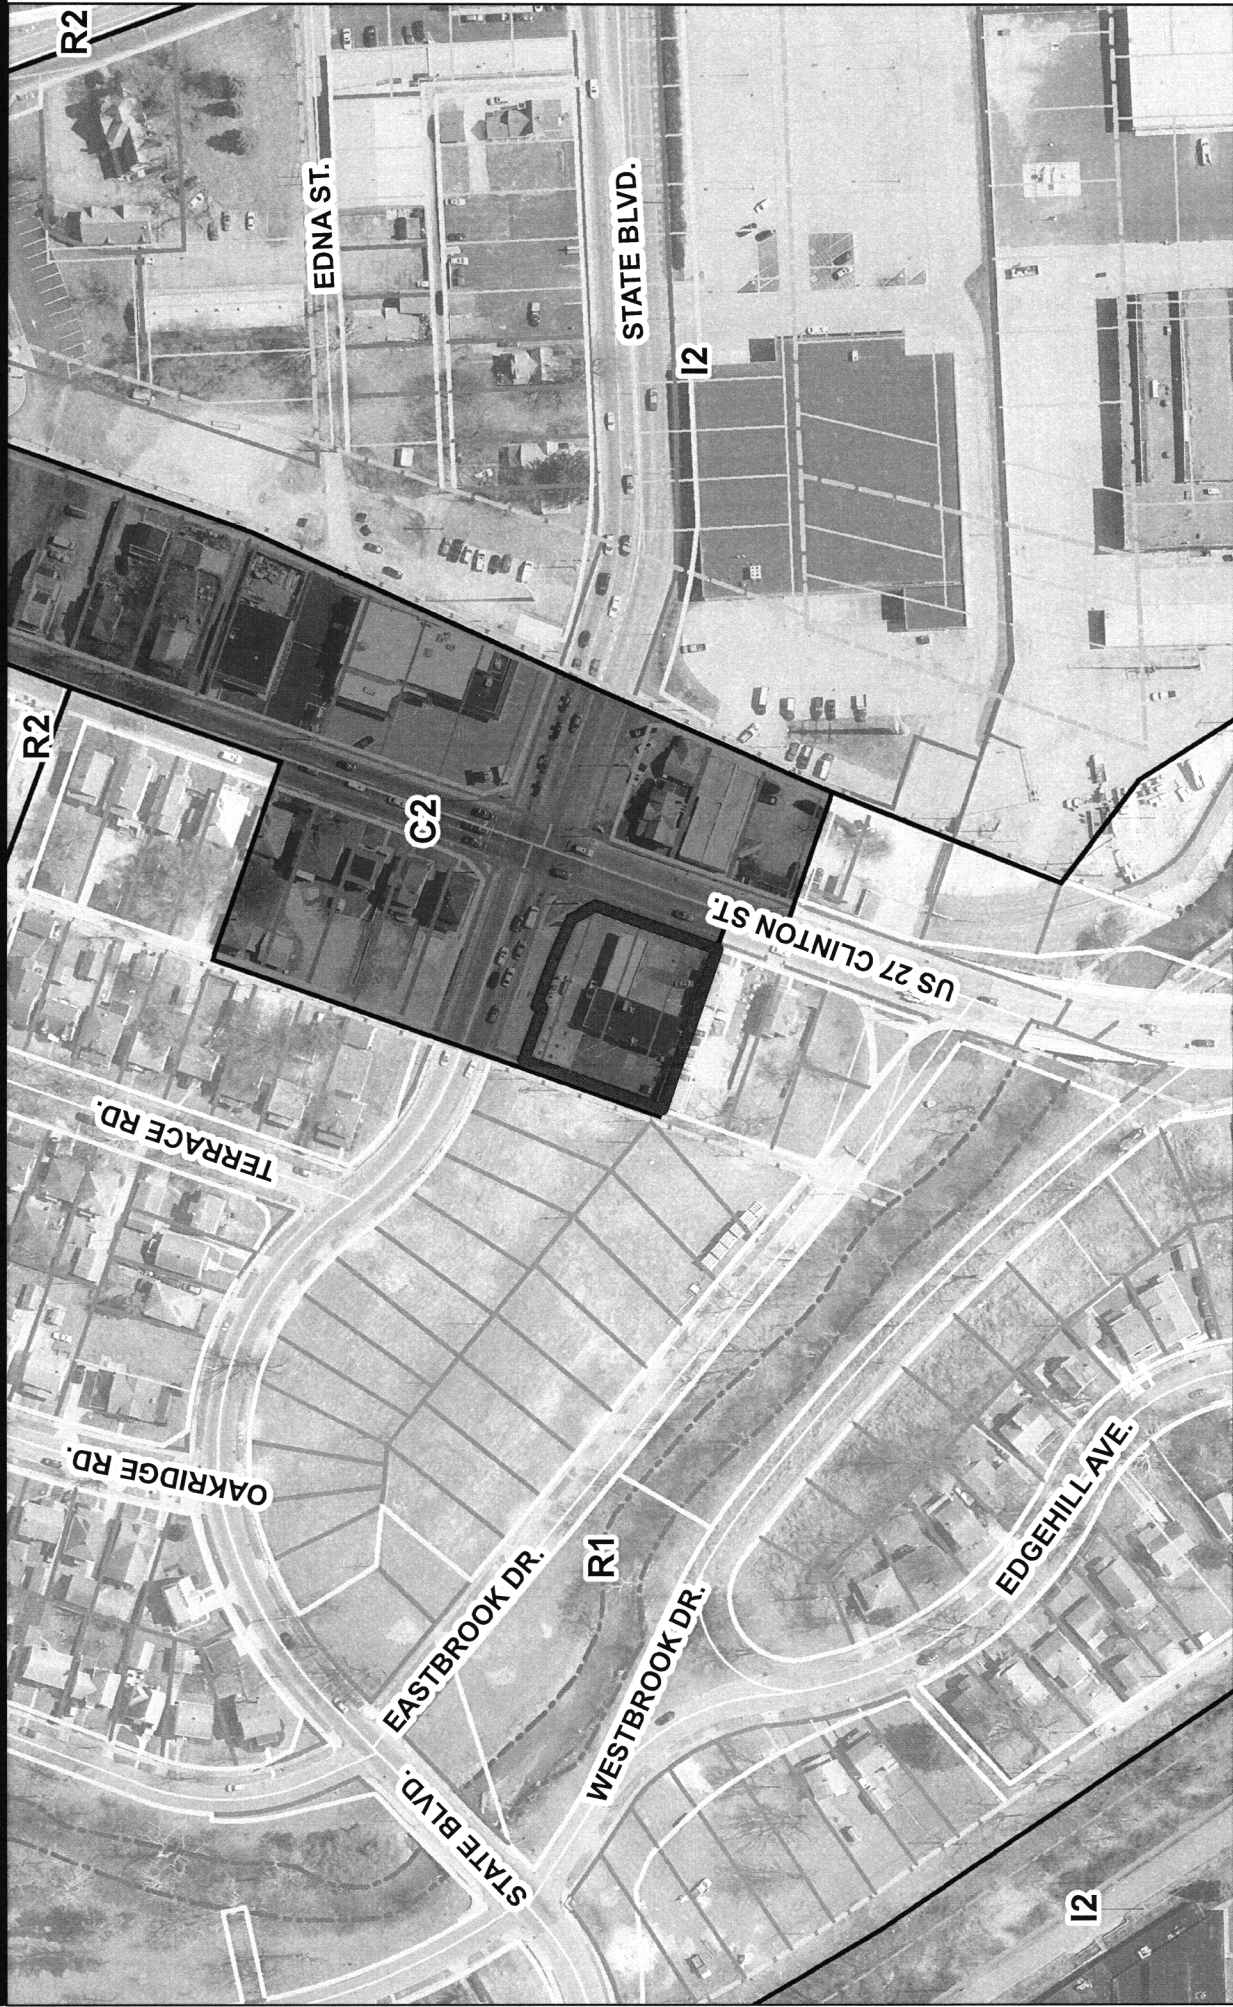 R2
EDNA ST.
STATE BLVD.
I2
R2
C2
US 27 CLINTON ST.
TERRACE RD.
OAKRIDGE RD.
EASTBROOK DR.
R1
WESTBROOK DR.
EDGEHILL AVE.
STATE BLVD.
I2